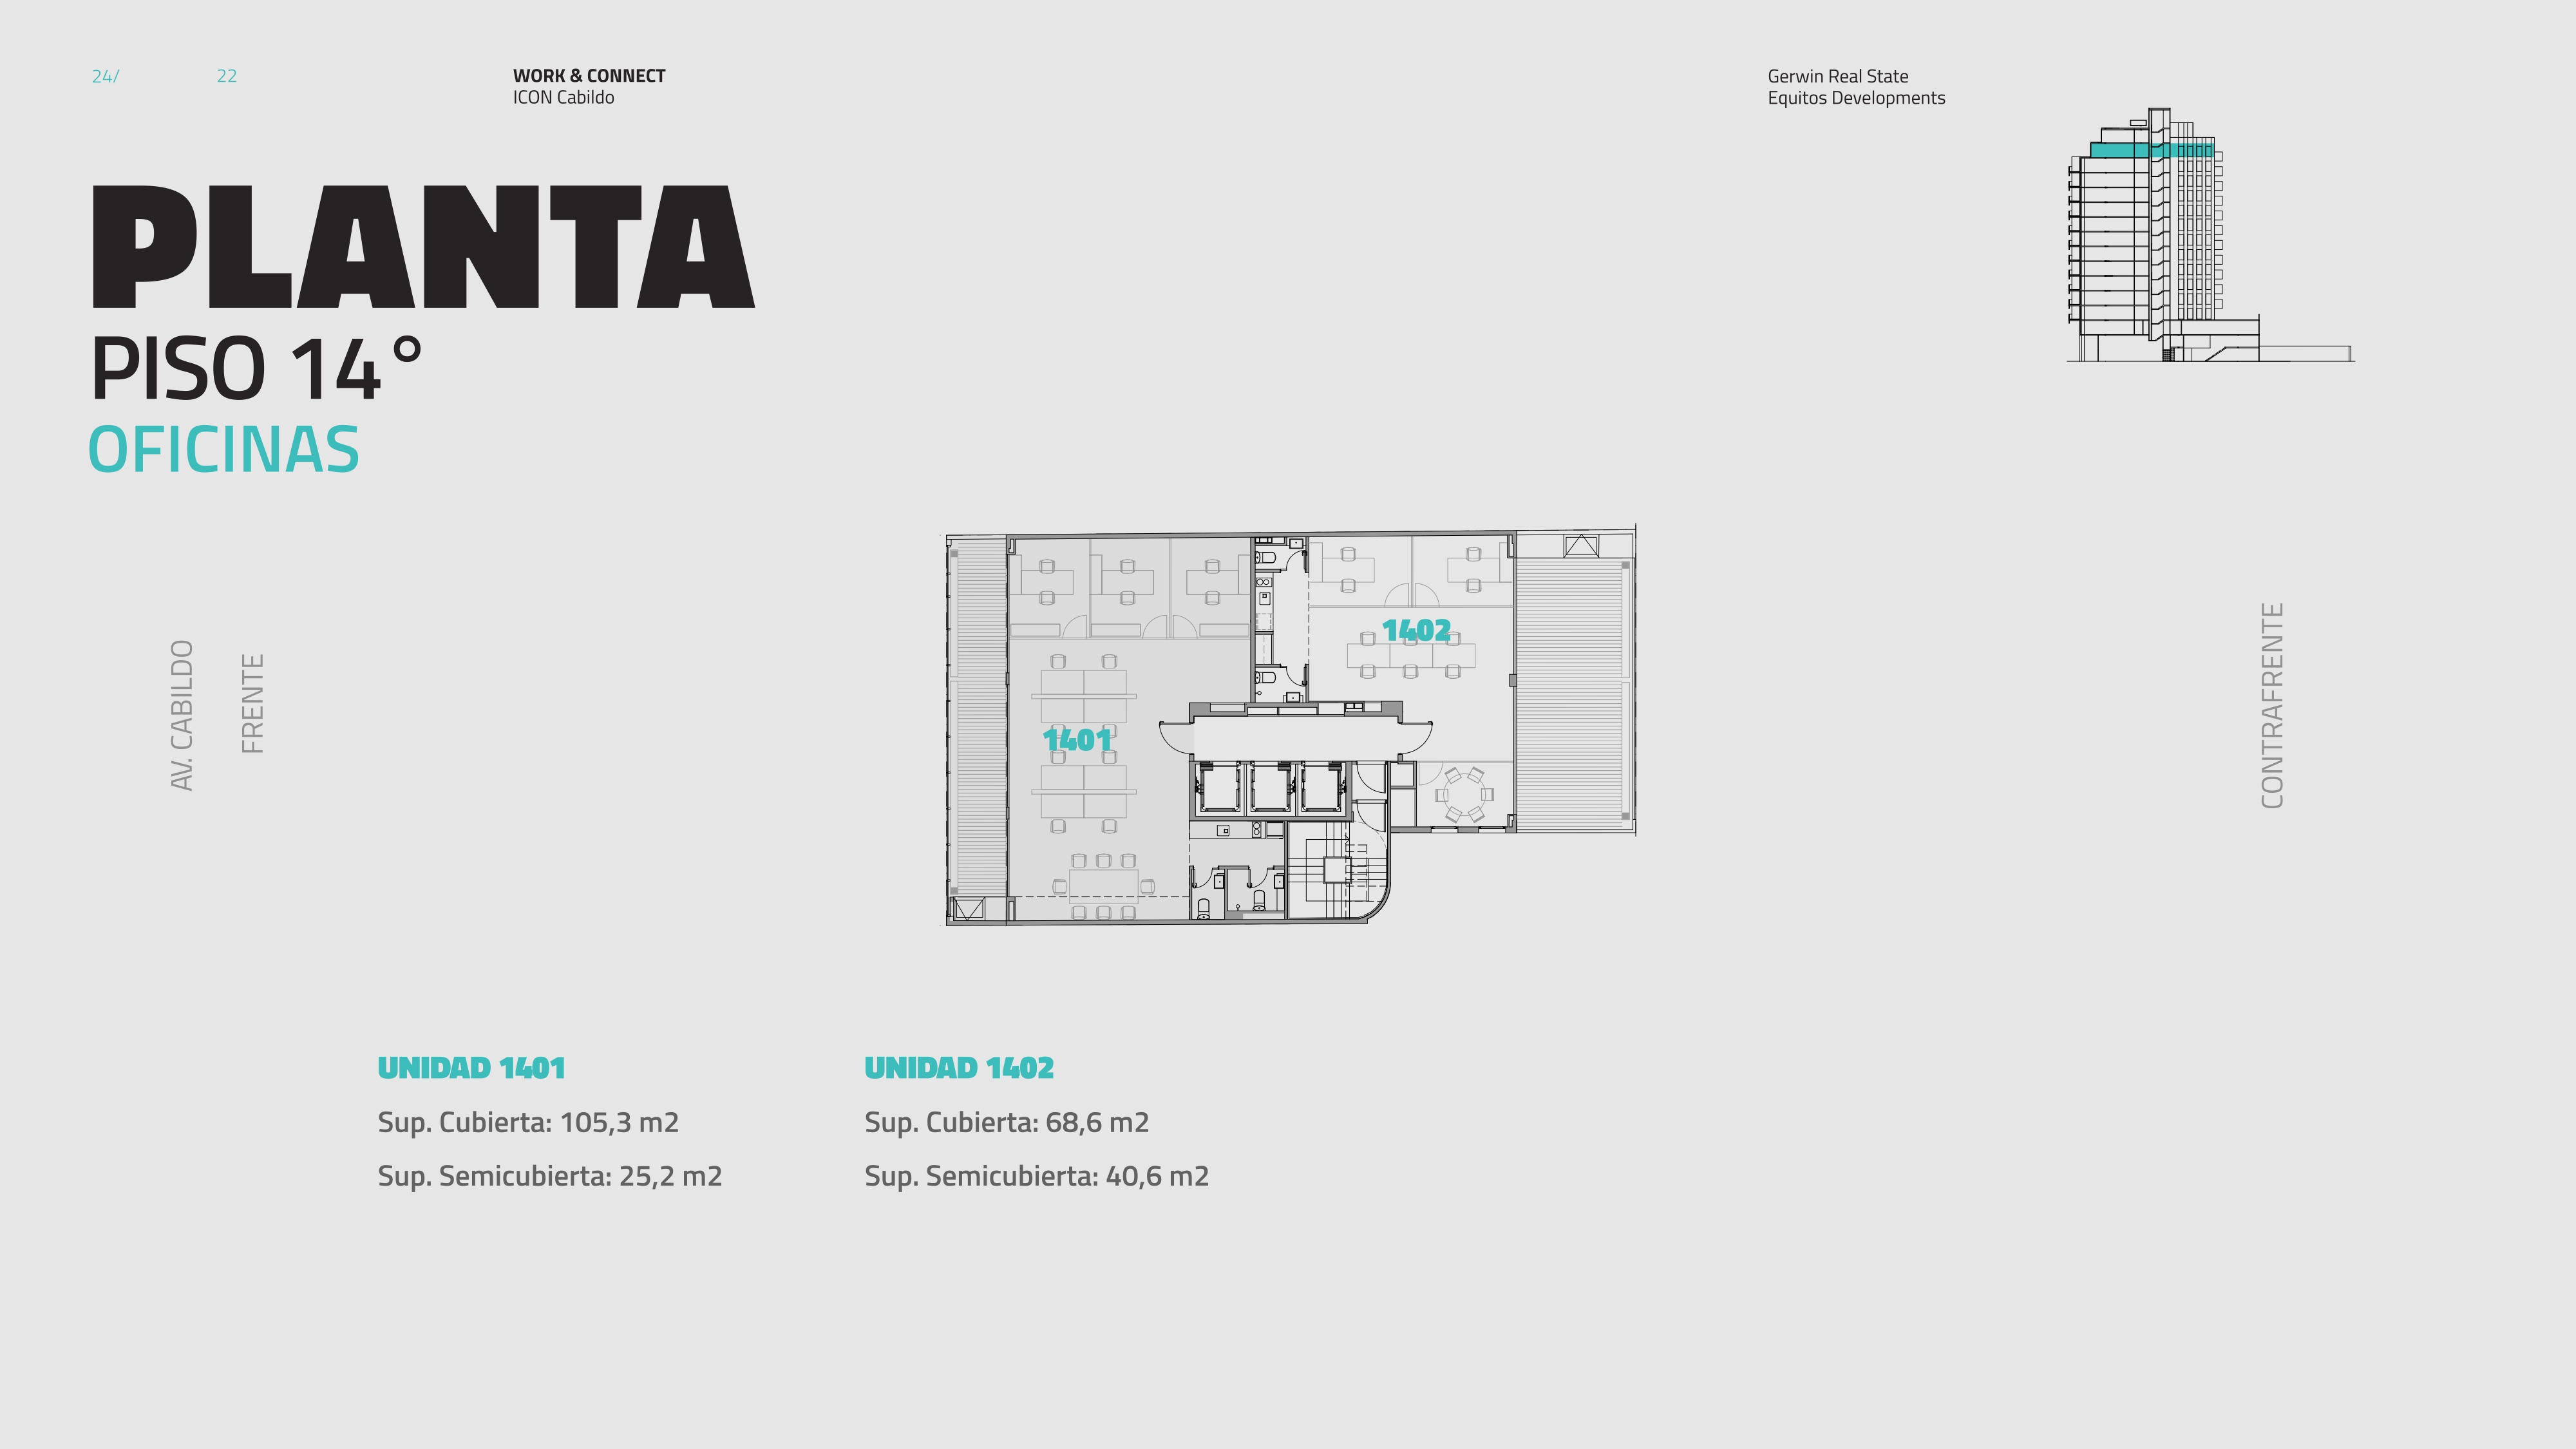 24/ 22
WORK & CONNECT
ICON Cabildo
Gerwin Real State
Equitos Developments
PLANTA
PISO 14°
OFICINAS
AV. CABILDO
FRENTE
1401
1402
CONTRAFRENTE
UNIDAD 1401
Sup. Cubierta: 105,3 m2
Sup. Semicubierta: 25,2 m2
UNIDAD 1402
Sup. Cubierta: 68,6 m2
Sup. Semicubierta: 40,6 m2